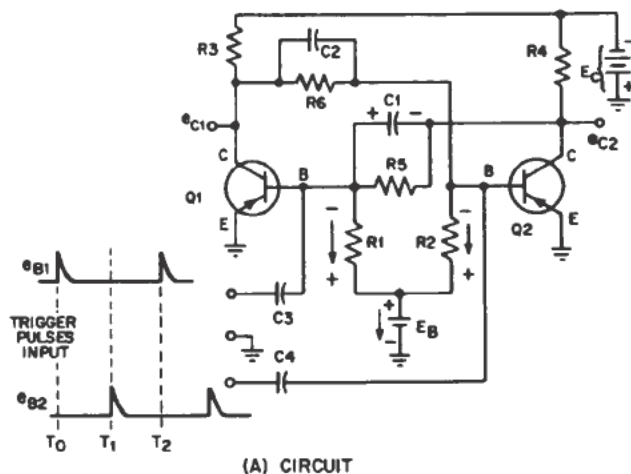 R3
C2
R6
R4
EC
−
+
eC1
C1
+
−
eC2
C
C
B
R5
B
Q1
E
Q2
E
−
R1
+
R2
−
+
eB1
C3
+
EB
−
+
−
TRIGGER
PULSES
INPUT
C4
eB2
T0
T1
T2
(A) CIRCUIT